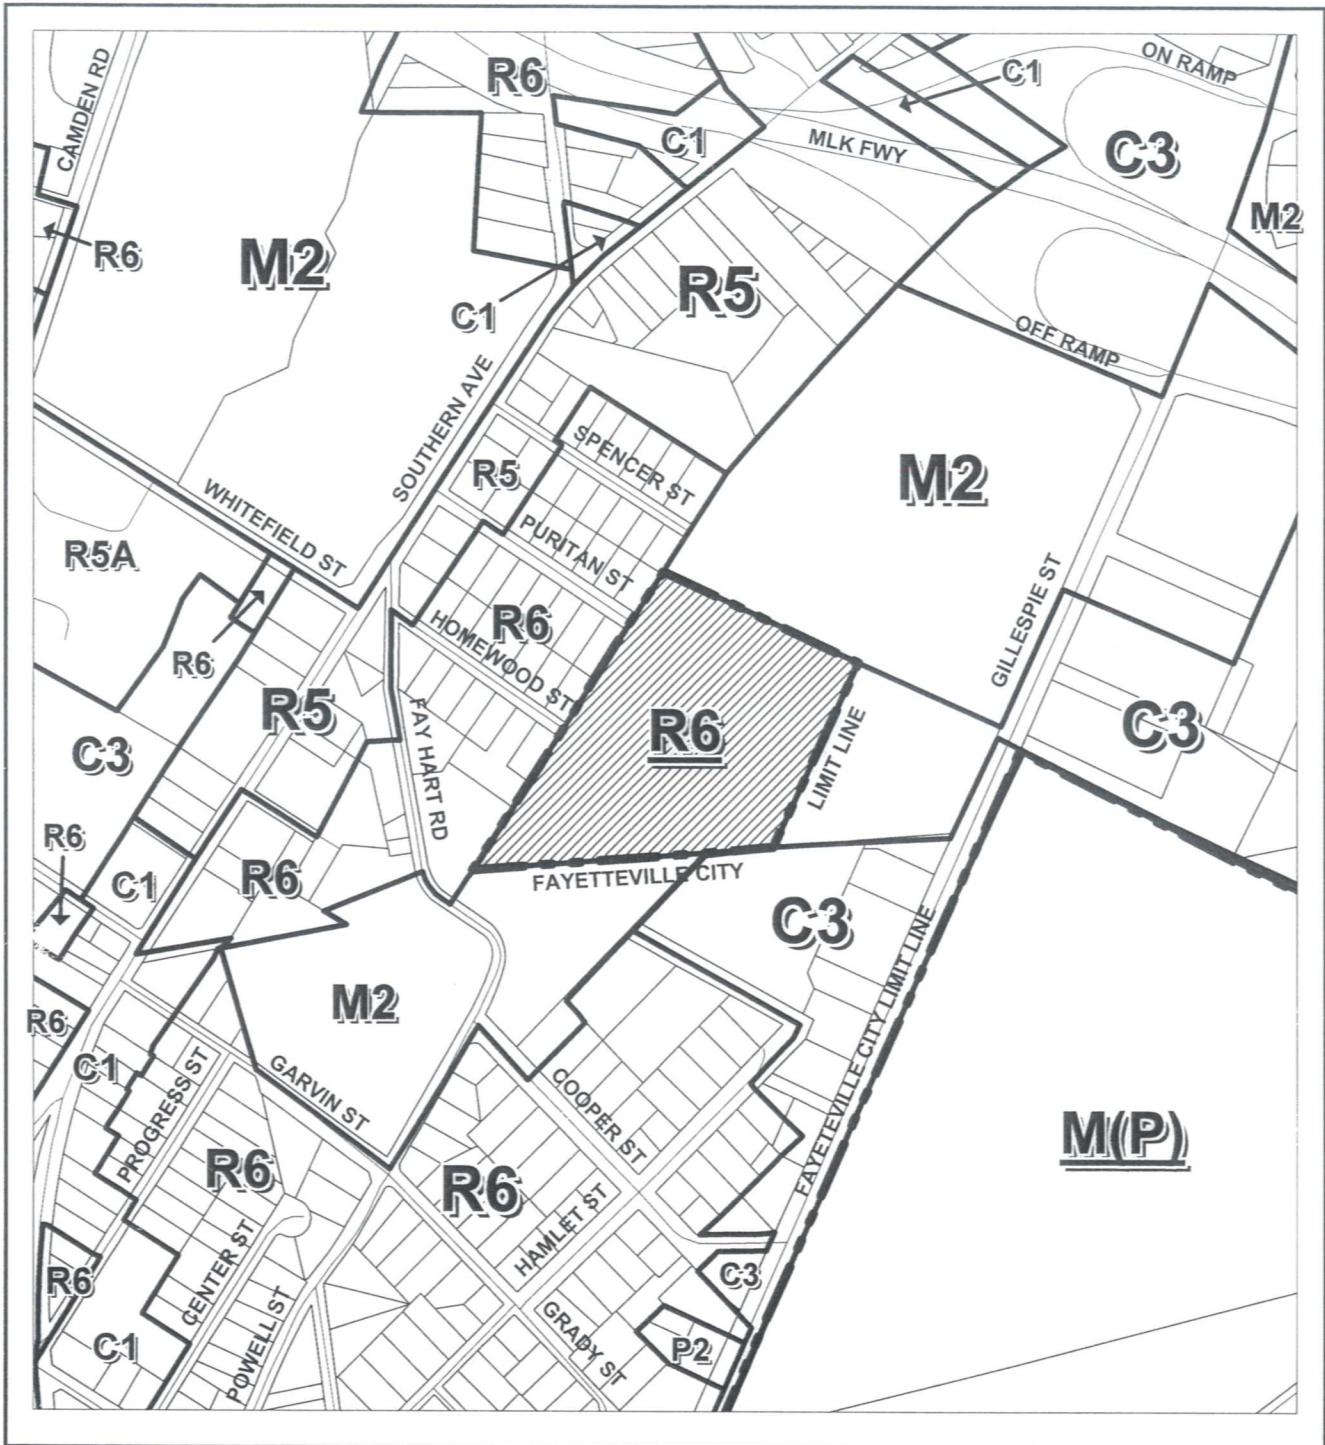 CAMDEN RD
R6
C1
ON RAMP
C1
MLK FWY
C3
M2
R6
M2
C1
R5
OFF RAMP
SOUTHERN AVE
SPENCER ST
R5
M2
WHITEFIELD ST
PURITAN ST
R5A
R6
HOMEWOOD ST
GILLESPIE ST
R6
R5
FAY HART RD
R6
LIMIT LINE
C3
C3
R6
C1
R6
FAYETTEVILLE CITY
C3
FAYETEVILLE CITY LIMIT LINE
R6
M2
C1
PROGRESS ST
GARVIN ST
COOPER ST
M(P)
R6
R6
HAMLET ST
CENTER ST
R6
C3
POWELL ST
GRADY ST
C1
P2